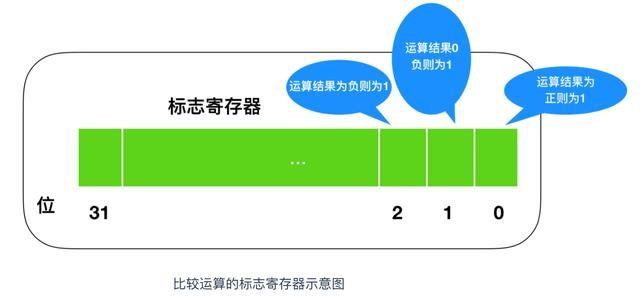 运算结果0
负则为1
运算结果为负则为1
运算结果为
正则为1
标志寄存器
...
位
31
2
1
0
比较运算的标志寄存器示意图